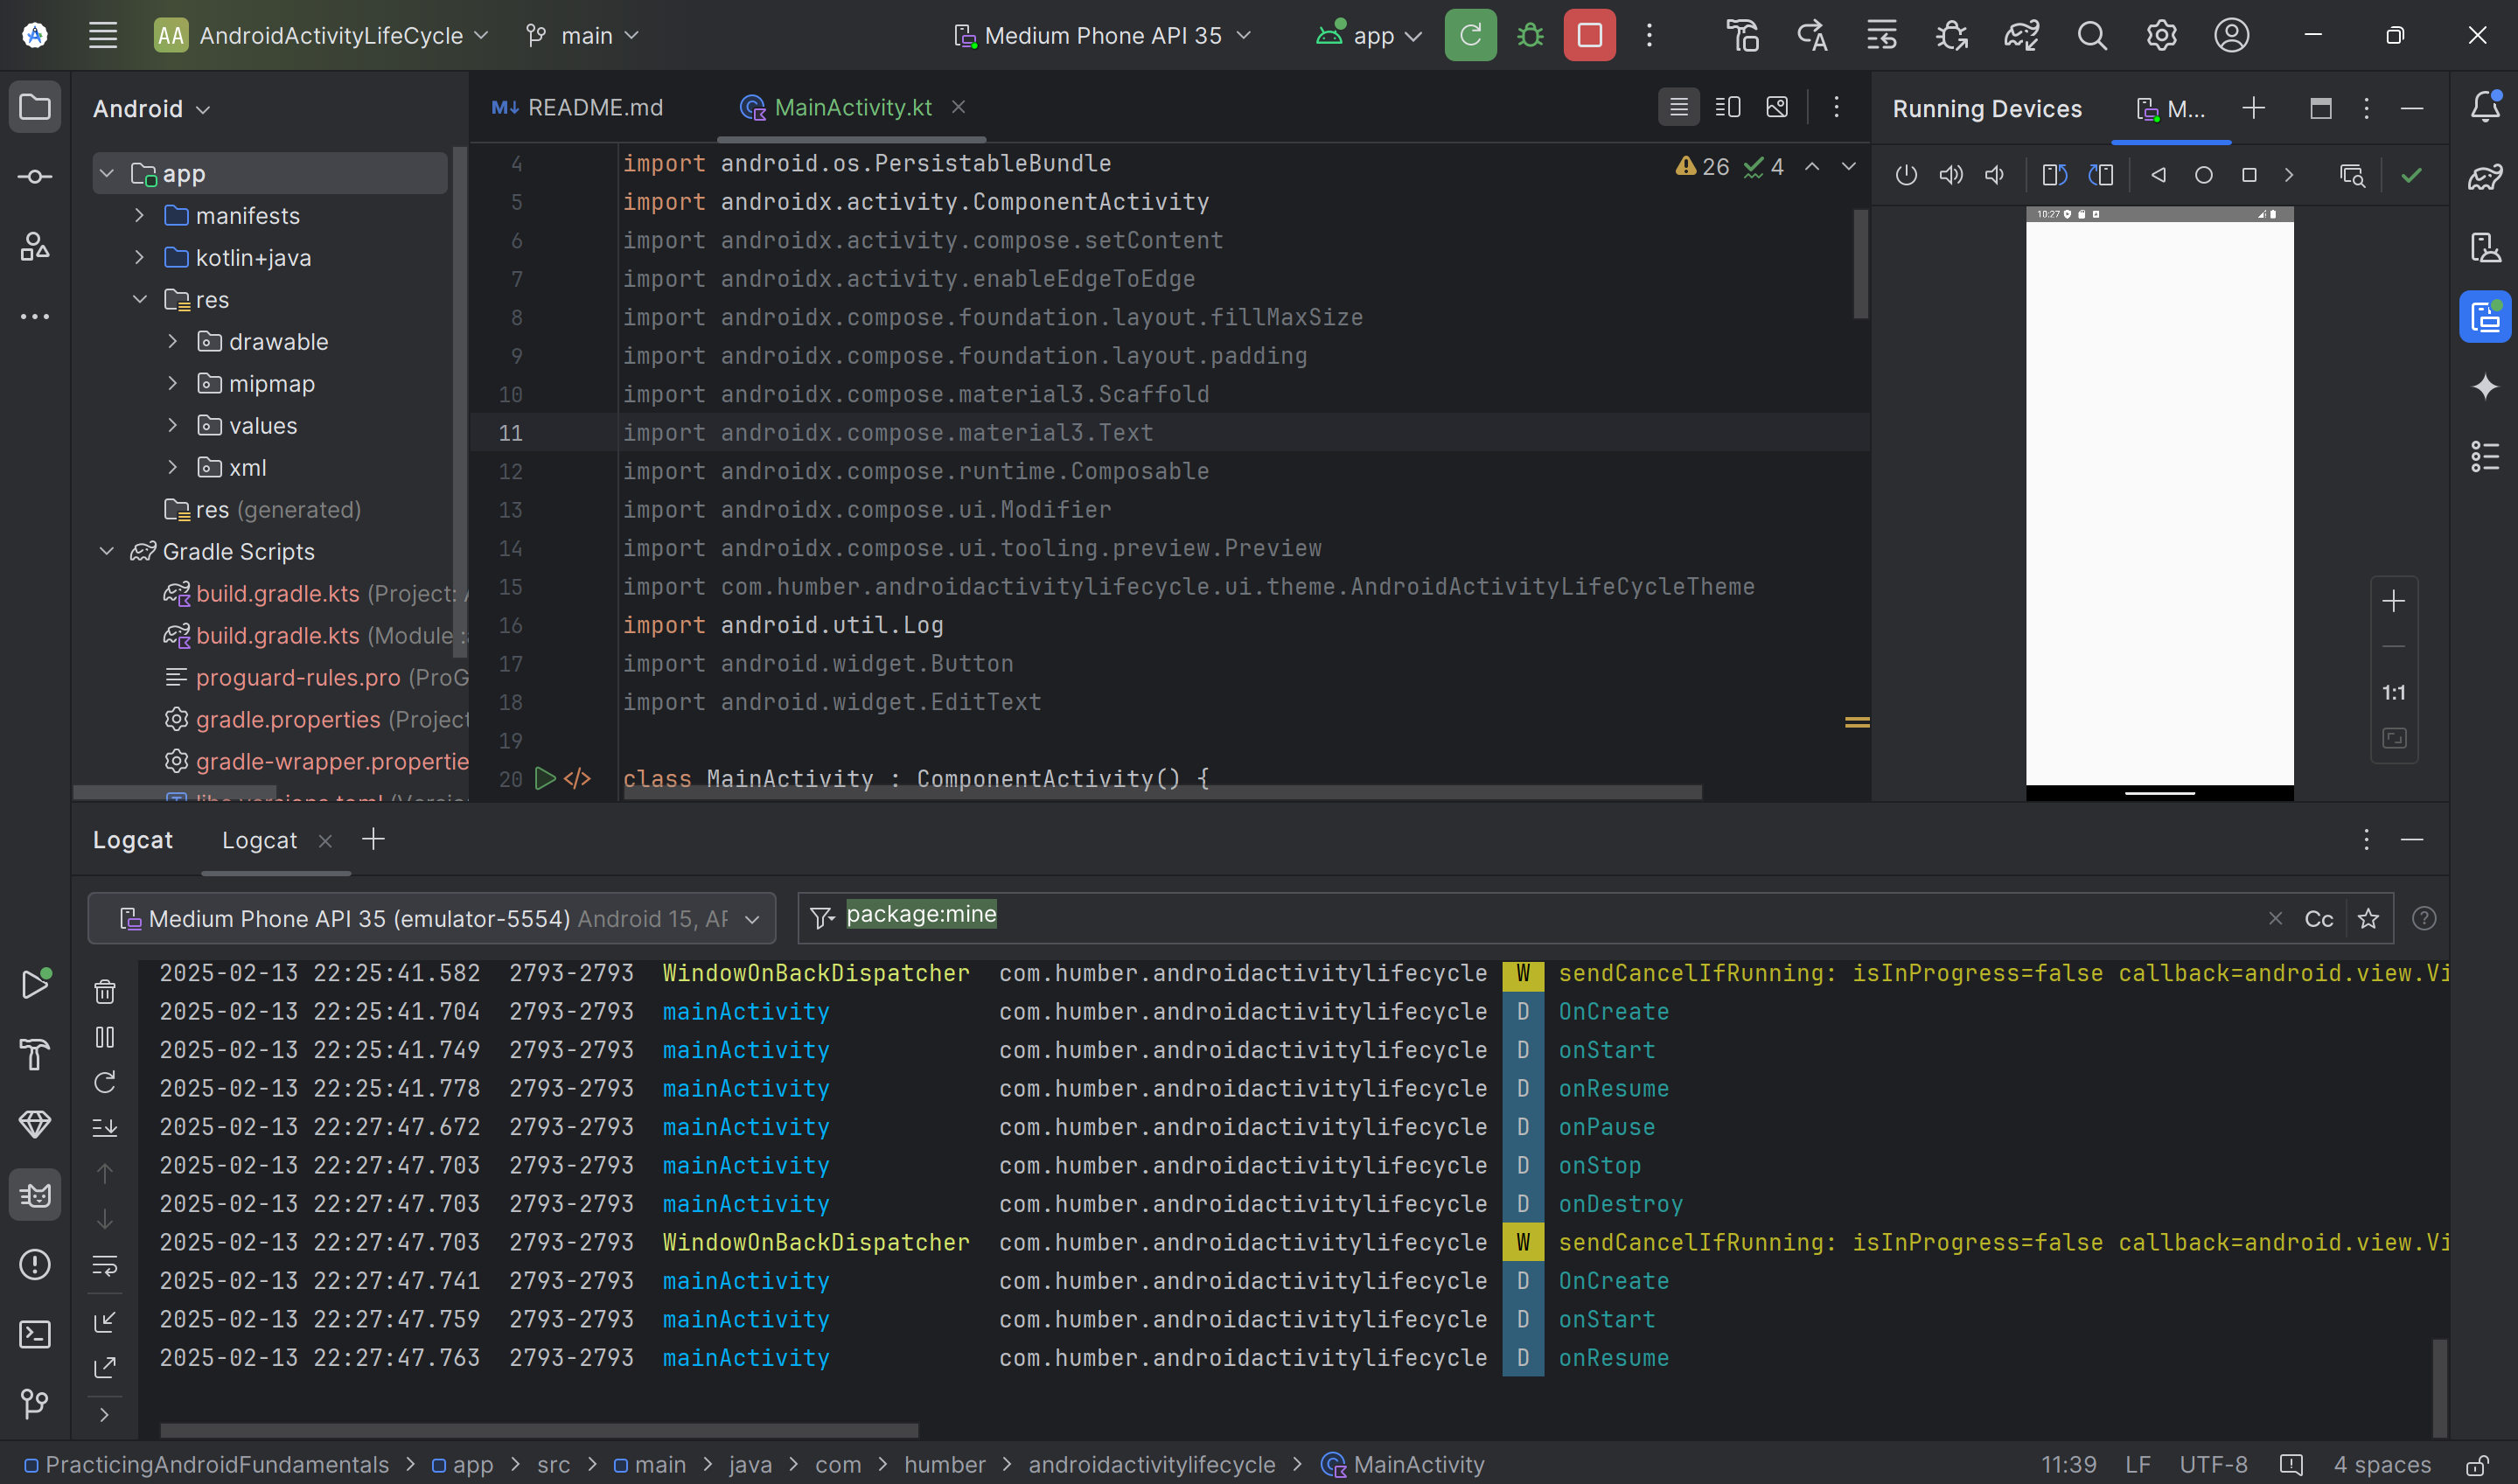 AA AndroidActivityLifeCycle main Medium Phone API 35 app
Android
app
manifests
kotlin+java
res
drawable
mipmap
values
xml
res (generated)
Gradle Scripts
build.gradle.kts (Project:
build.gradle.kts (Module :
proguard-rules.pro (ProG
gradle.properties (Project
gradle-wrapper.propertie
README.md MainActivity.kt
26 4
4 import android.os.PersistableBundle
5 import androidx.activity.ComponentActivity
6 import androidx.activity.compose.setContent
7 import androidx.activity.enableEdgeToEdge
8 import androidx.compose.foundation.layout.fillMaxSize
9 import androidx.compose.foundation.layout.padding
10 import androidx.compose.material3.Scaffold
11 import androidx.compose.material3.Text
12 import androidx.compose.runtime.Composable
13 import androidx.compose.ui.Modifier
14 import androidx.compose.ui.tooling.preview.Preview
15 import com.humber.androidactivitylifecycle.ui.theme.AndroidActivityLifeCycleTheme
16 import android.util.Log
17 import android.widget.Button
18 import android.widget.EditText
19
20 class MainActivity : ComponentActivity() {
Running Devices M...
10:27
1:1
Logcat Logcat
Medium Phone API 35 (emulator-5554) Android 15, AP
package:mine
Cc
2025-02-13 22:25:41.582 2793-2793 WindowOnBackDispatcher com.humber.androidactivitylifecycle W sendCancelIfRunning: isInProgress=false callback=android.view.Vi
2025-02-13 22:25:41.704 2793-2793 mainActivity com.humber.androidactivitylifecycle D OnCreate
2025-02-13 22:25:41.749 2793-2793 mainActivity com.humber.androidactivitylifecycle D onStart
2025-02-13 22:25:41.778 2793-2793 mainActivity com.humber.androidactivitylifecycle D onResume
2025-02-13 22:27:47.672 2793-2793 mainActivity com.humber.androidactivitylifecycle D onPause
2025-02-13 22:27:47.703 2793-2793 mainActivity com.humber.androidactivitylifecycle D onStop
2025-02-13 22:27:47.703 2793-2793 mainActivity com.humber.androidactivitylifecycle D onDestroy
2025-02-13 22:27:47.703 2793-2793 WindowOnBackDispatcher com.humber.androidactivitylifecycle W sendCancelIfRunning: isInProgress=false callback=android.view.Vi
2025-02-13 22:27:47.741 2793-2793 mainActivity com.humber.androidactivitylifecycle D OnCreate
2025-02-13 22:27:47.759 2793-2793 mainActivity com.humber.androidactivitylifecycle D onStart
2025-02-13 22:27:47.763 2793-2793 mainActivity com.humber.androidactivitylifecycle D onResume
PracticingAndroidFundamentals > app > src > main > java > com > humber > androidactivitylifecycle > MainActivity
11:39 LF UTF-8 4 spaces